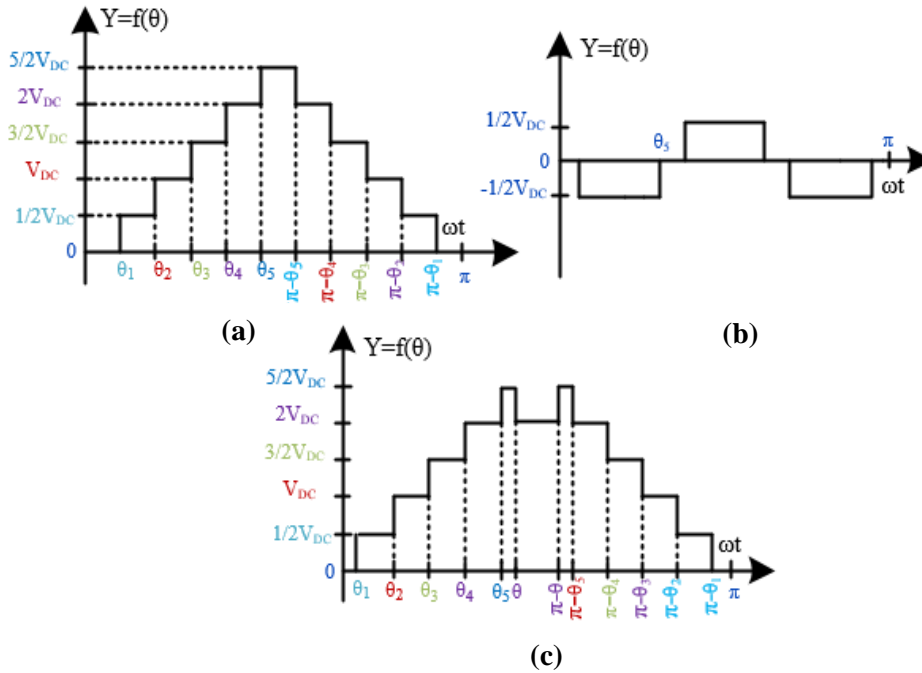 Y=f(θ)
5/2V_DC
2V_DC
3/2V_DC
V_DC
1/2V_DC
0
ωt
θ₁ θ₂ θ₃ θ₄ θ₅ π-θ₅ π-θ₄ π-θ₃ π-θ₂ π-θ₁ π
(a)
Y=f(θ)
1/2V_DC
θ₅
π
0
ωt
-1/2V_DC
(b)
Y=f(θ)
5/2V_DC
2V_DC
3/2V_DC
V_DC
1/2V_DC
ωt
0
θ₁ θ₂ θ₃ θ₄ θ₅ θ π-θ π-θ₅ π-θ₄ π-θ₃ π-θ₂ π-θ₁ π
(c)